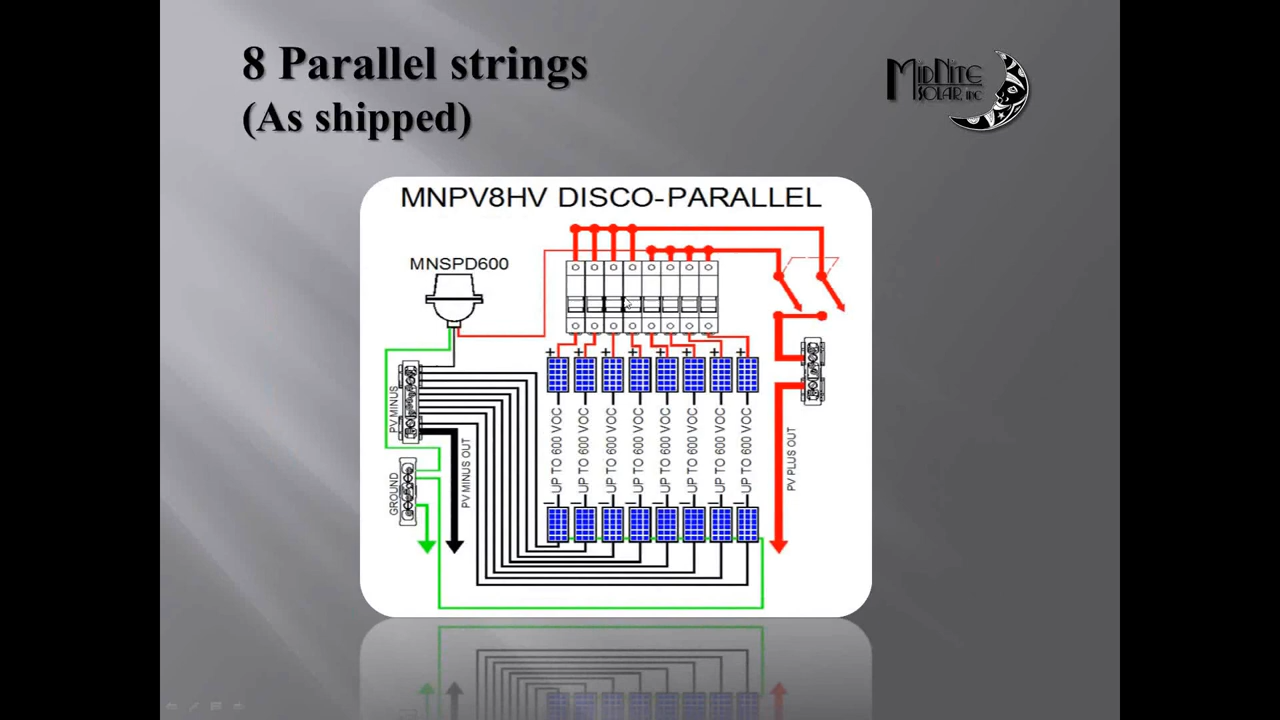 8 Parallel strings
(As shipped)
MIDNITE
SOLAR, INC
MNPV8HV DISCO-PARALLEL
MNSPD600
+ + + + + + + +
PV MINUS
UP TO 600 VOC
UP TO 600 VOC
UP TO 600 VOC
UP TO 600 VOC
UP TO 600 VOC
UP TO 600 VOC
UP TO 600 VOC
UP TO 600 VOC
PV PLUS OUT
PV MINUS OUT
GROUND